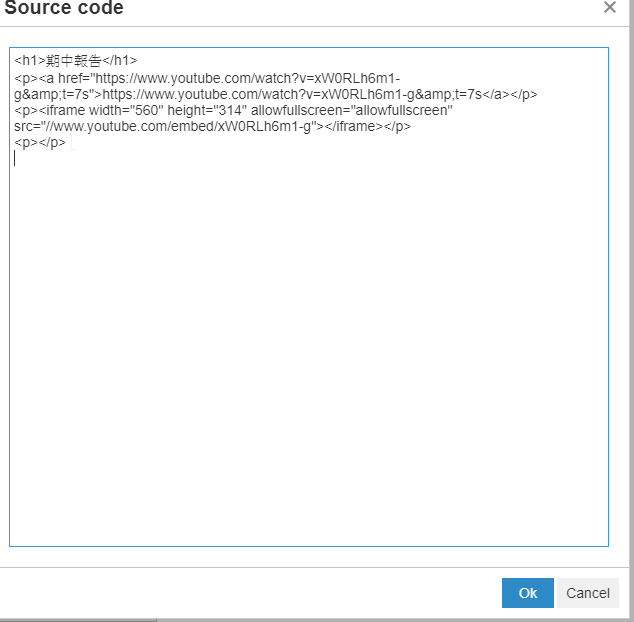 Source code
<h1>期中報告</h1>
<p><a href="https://www.youtube.com/watch?v=xW0RLh6m1-
g&amp;t=7s">https://www.youtube.com/watch?v=xW0RLh6m1-g&amp;t=7s</a></p>
<p><iframe width="560" height="314" allowfullscreen="allowfullscreen"
src="//www.youtube.com/embed/xW0RLh6m1-g"></iframe></p>
<p></p>
Ok Cancel